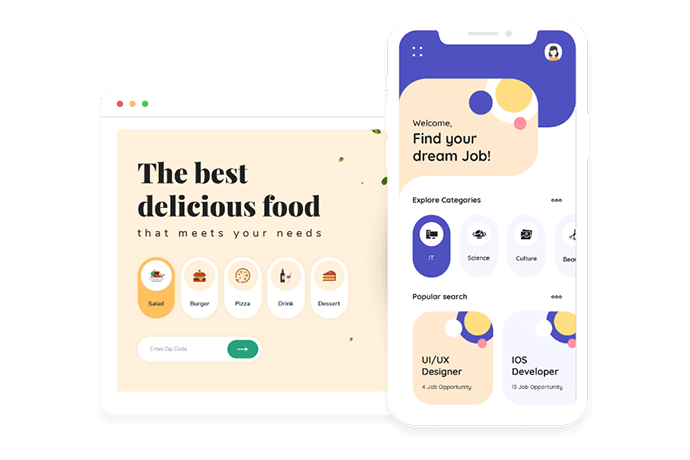 The best
delicious food
that meets your needs
Salad
Burger
Pizza
Drink
Dessert
Enter Zip Code
Welcome,
Find your
dream Job!
Explore Categories
IT
Science
Culture
Beau
Popular search
UI/UX
Designer
4 Job Opportunity
IOS
Developer
13 Job Opportunity